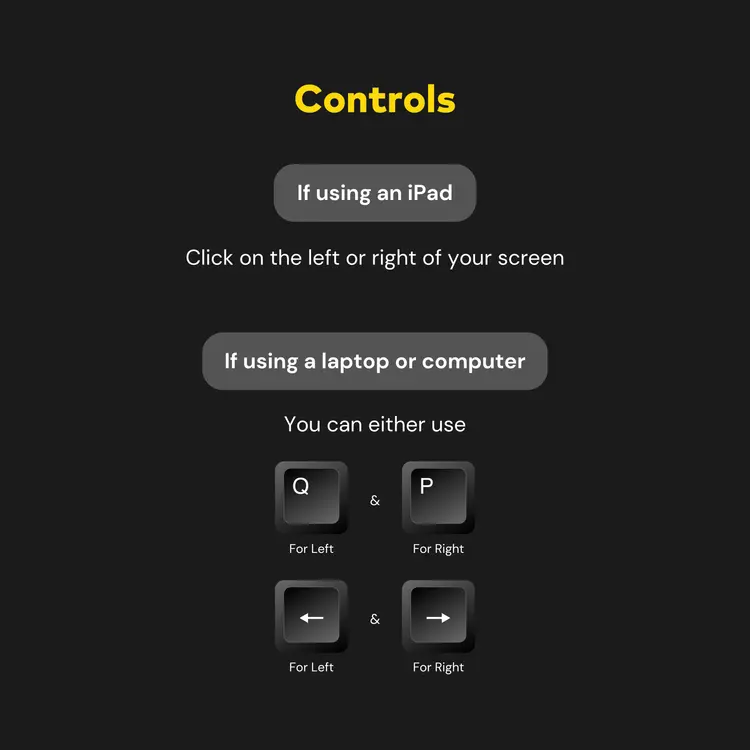 Controls
If using an iPad
Click on the left or right of your screen
If using a laptop or computer
You can either use
Q & P
For Left For Right
← & →
For Left For Right